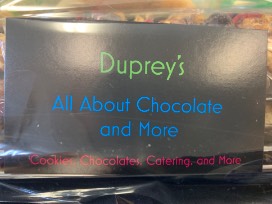 Duprey's
All About Chocolate
and More
Cookies, Chocolates, Catering, and More